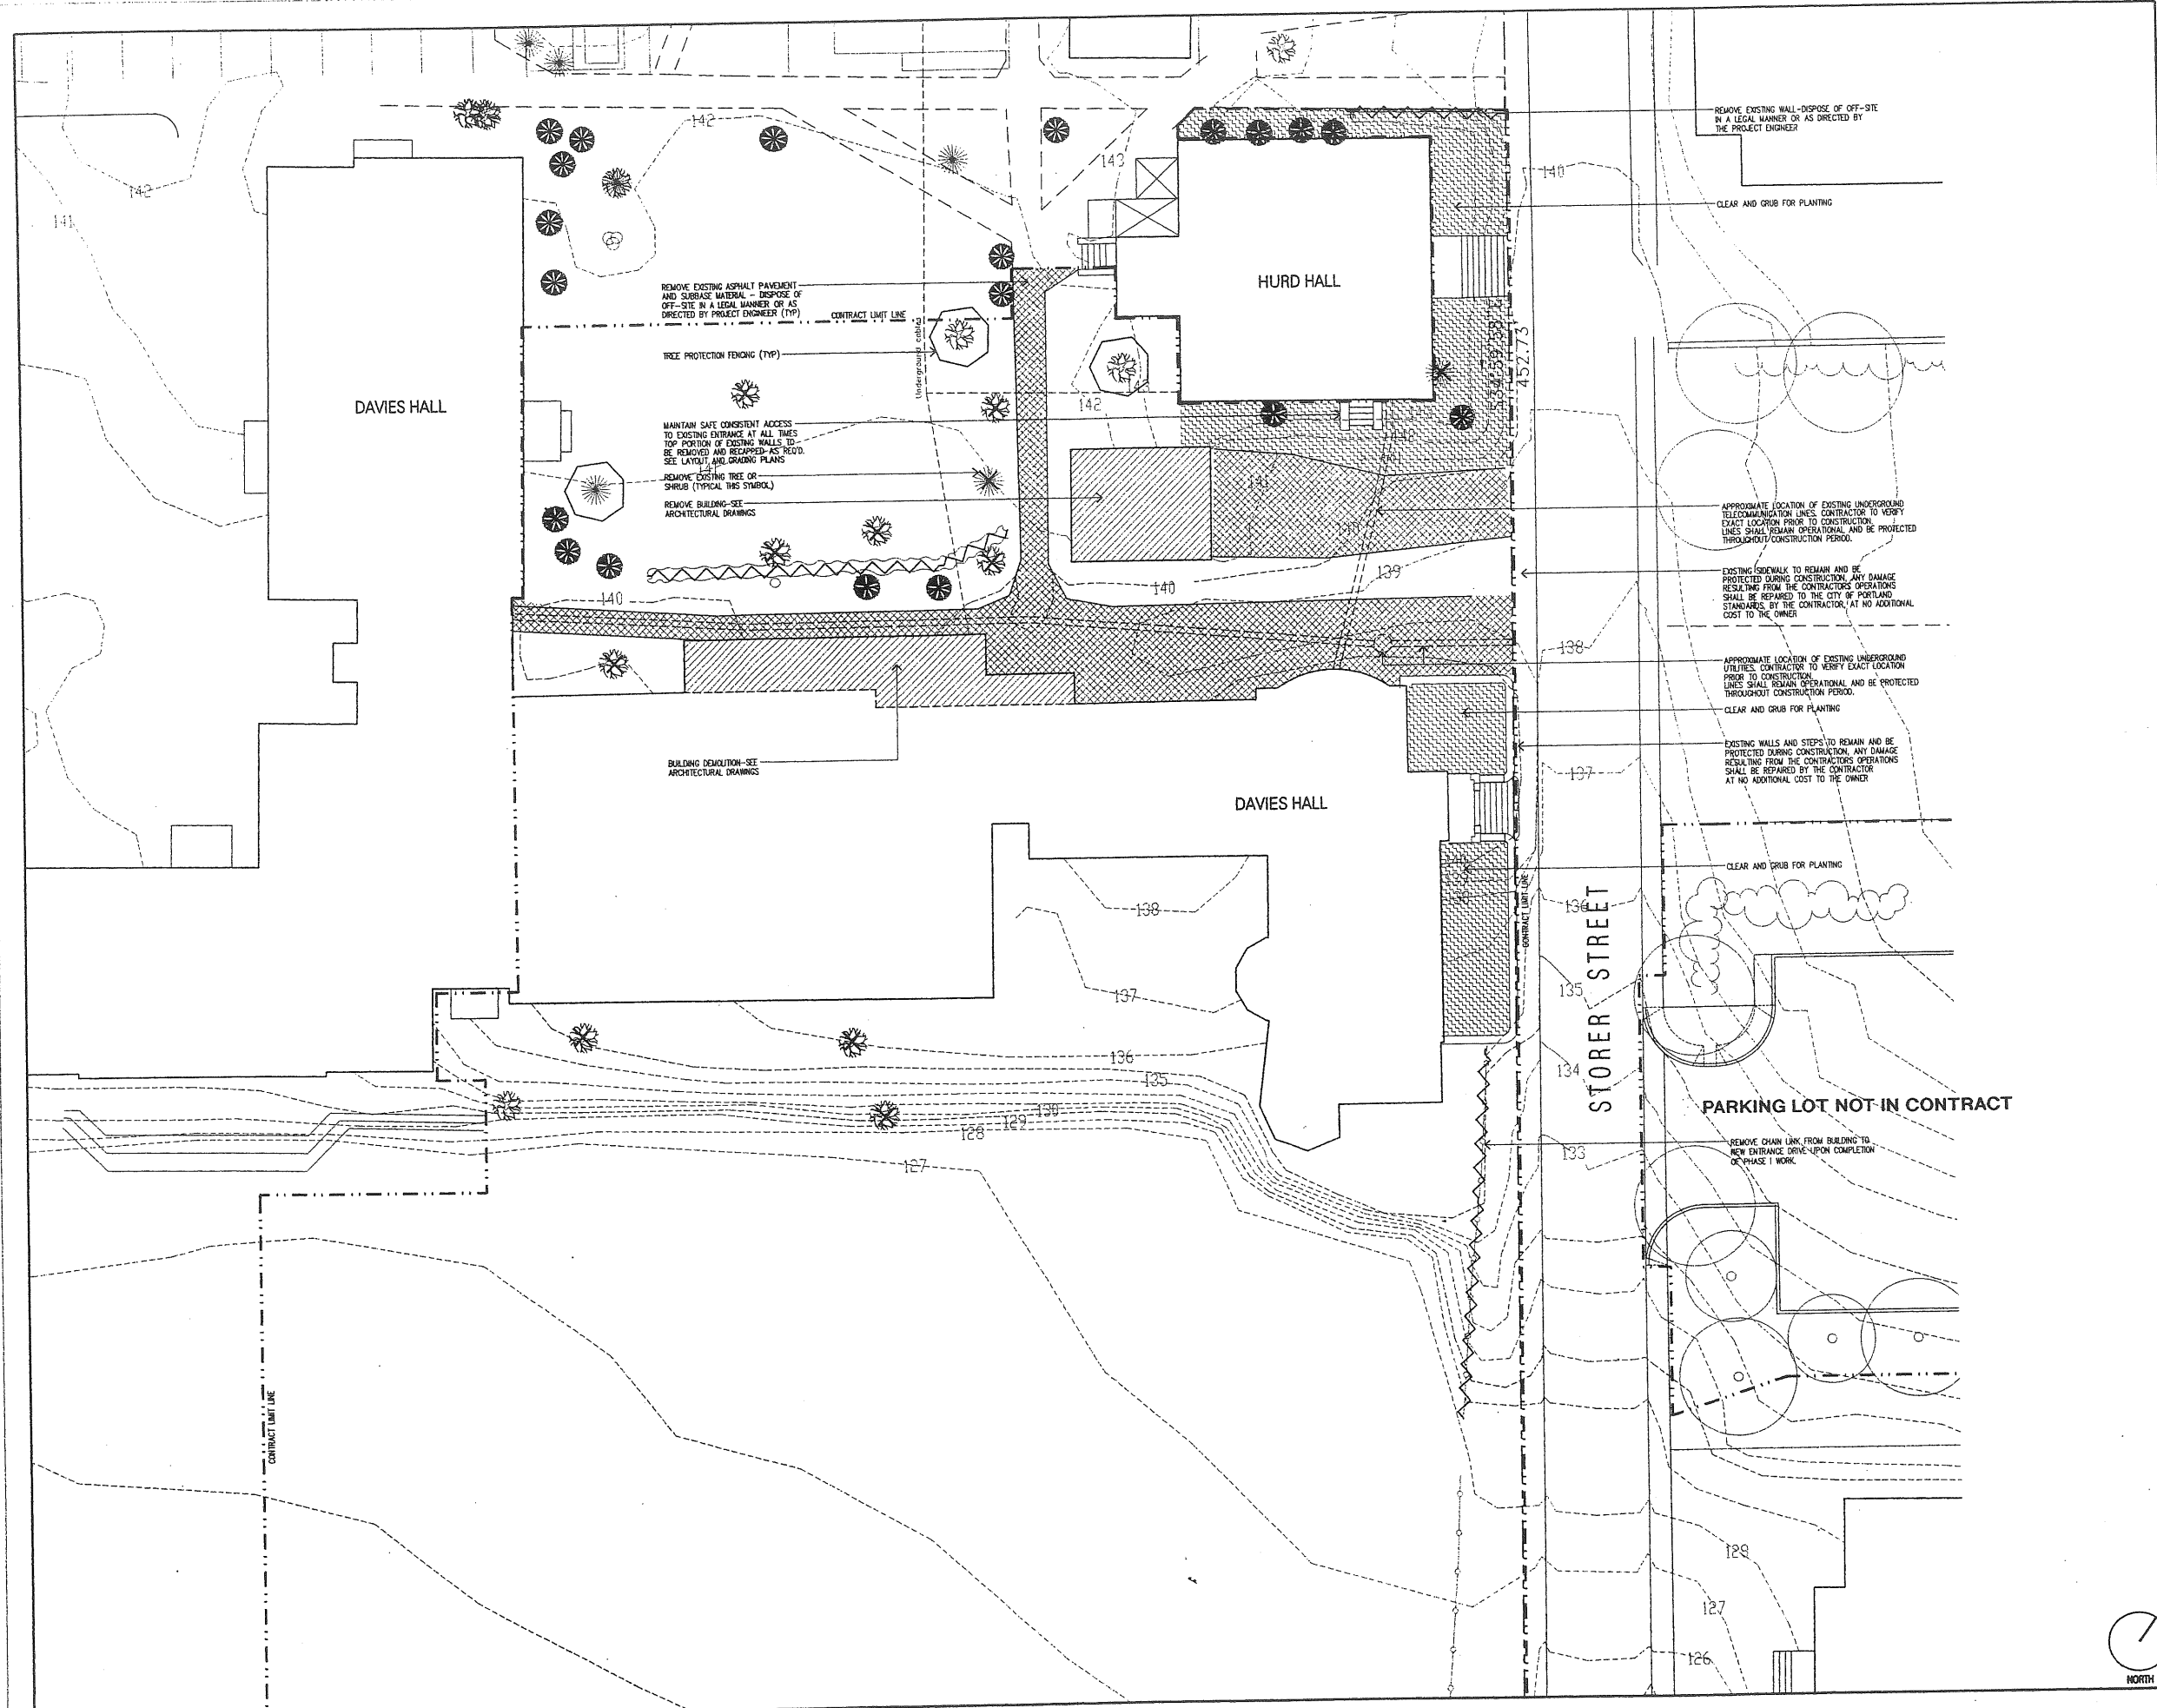 142
REMOVE EXISTING WALL-DISPOSE OF OFF-SITE
IN A LEGAL MANNER OR AS DIRECTED BY
THE PROJECT ENGINEER
143
140
142
141
CLEAR AND GRUB FOR PLANTING
HURD HALL
REMOVE EXISTING ASPHALT PAVEMENT
AND SUBBASE MATERIAL - DISPOSE OF
OFF-SITE IN A LEGAL MANNER OR AS
DIRECTED BY PROJECT ENGINEER (TYP)
CONTRACT LIMIT LINE
Underground cables
452.73
TREE PROTECTION FENCING (TYP)
DAVIES HALL
142
MAINTAIN SAFE CONSISTENT ACCESS
TO EXISTING ENTRANCE AT ALL TIMES
TOP PORTION OF EXISTING WALLS TO
BE REMOVED AND RECAPPED AS REQ'D.
SEE LAYOUT AND GRADING PLANS
REMOVE EXISTING TREE OR
SHRUB (TYPICAL THIS SYMBOL)
REMOVE BUILDING-SEE
ARCHITECTURAL DRAWINGS
141
APPROXIMATE LOCATION OF EXISTING UNDERGROUND
TELECOMMUNICATION LINES. CONTRACTOR TO VERIFY
EXACT LOCATION PRIOR TO CONSTRUCTION.
LINES SHALL REMAIN OPERATIONAL AND BE PROTECTED
THROUGHOUT CONSTRUCTION PERIOD.
139
140
140
EXISTING SIDEWALK TO REMAIN AND BE
PROTECTED DURING CONSTRUCTION, ANY DAMAGE
RESULTING FROM THE CONTRACTORS OPERATIONS
SHALL BE REPAIRED TO THE CITY OF PORTLAND
STANDARDS, BY THE CONTRACTOR, AT NO ADDITIONAL
COST TO THE OWNER
138
APPROXIMATE LOCATION OF EXISTING UNDERGROUND
UTILITIES. CONTRACTOR TO VERIFY EXACT LOCATION
PRIOR TO CONSTRUCTION.
LINES SHALL REMAIN OPERATIONAL AND BE PROTECTED
THROUGHOUT CONSTRUCTION PERIOD.
CLEAR AND GRUB FOR PLANTING
EXISTING WALLS AND STEPS TO REMAIN AND BE
PROTECTED DURING CONSTRUCTION, ANY DAMAGE
RESULTING FROM THE CONTRACTORS OPERATIONS
SHALL BE REPAIRED BY THE CONTRACTOR
AT NO ADDITIONAL COST TO THE OWNER
BUILDING DEMOLITION-SEE
ARCHITECTURAL DRAWINGS
137
DAVIES HALL
CLEAR AND GRUB FOR PLANTING
138
136
CONTRACT LIMIT LINE
STORER STREET
137
135
136
135
134
130
129
128
127
133
PARKING LOT NOT IN CONTRACT
REMOVE CHAIN LINK FROM BUILDING TO
NEW ENTRANCE DRIVE UPON COMPLETION
OF PHASE I WORK.
CONTRACT LIMIT LINE
128
127
126
NORTH